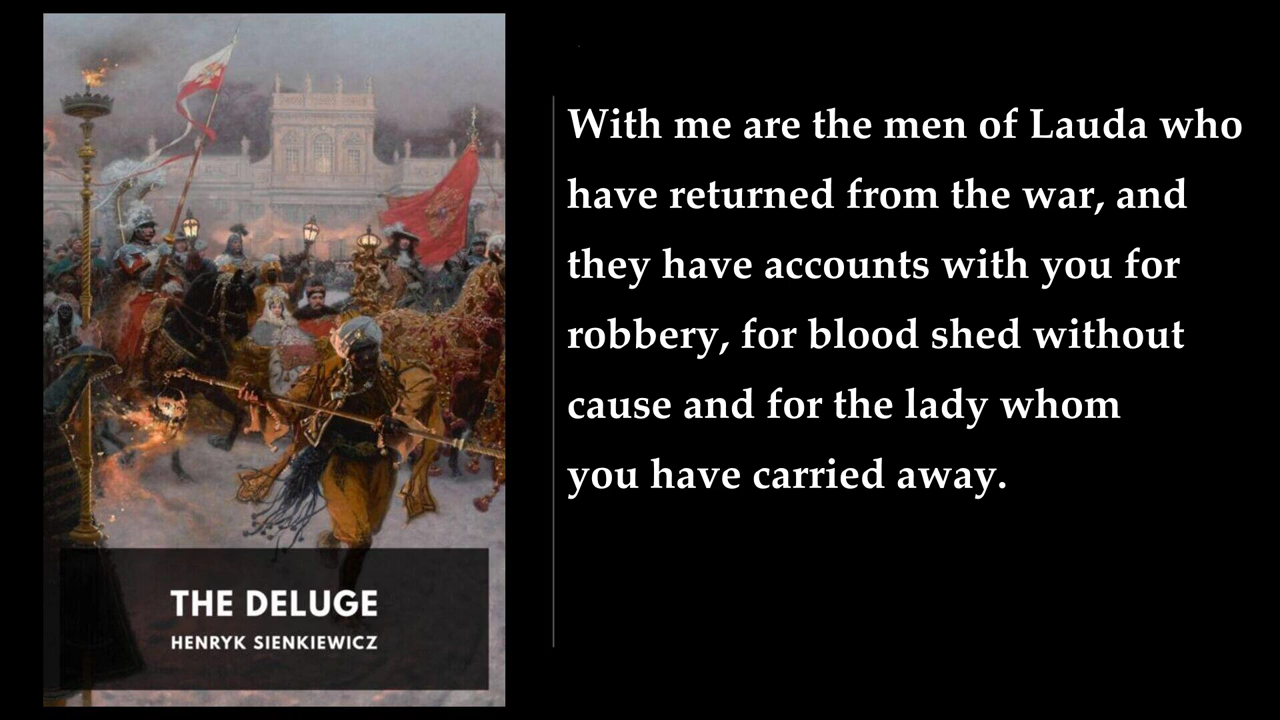 With me are the men of Lauda who
have returned from the war, and
they have accounts with you for
robbery, for blood shed without
cause and for the lady whom
you have carried away.
THE DELUGE
HENRYK SIENKIEWICZ